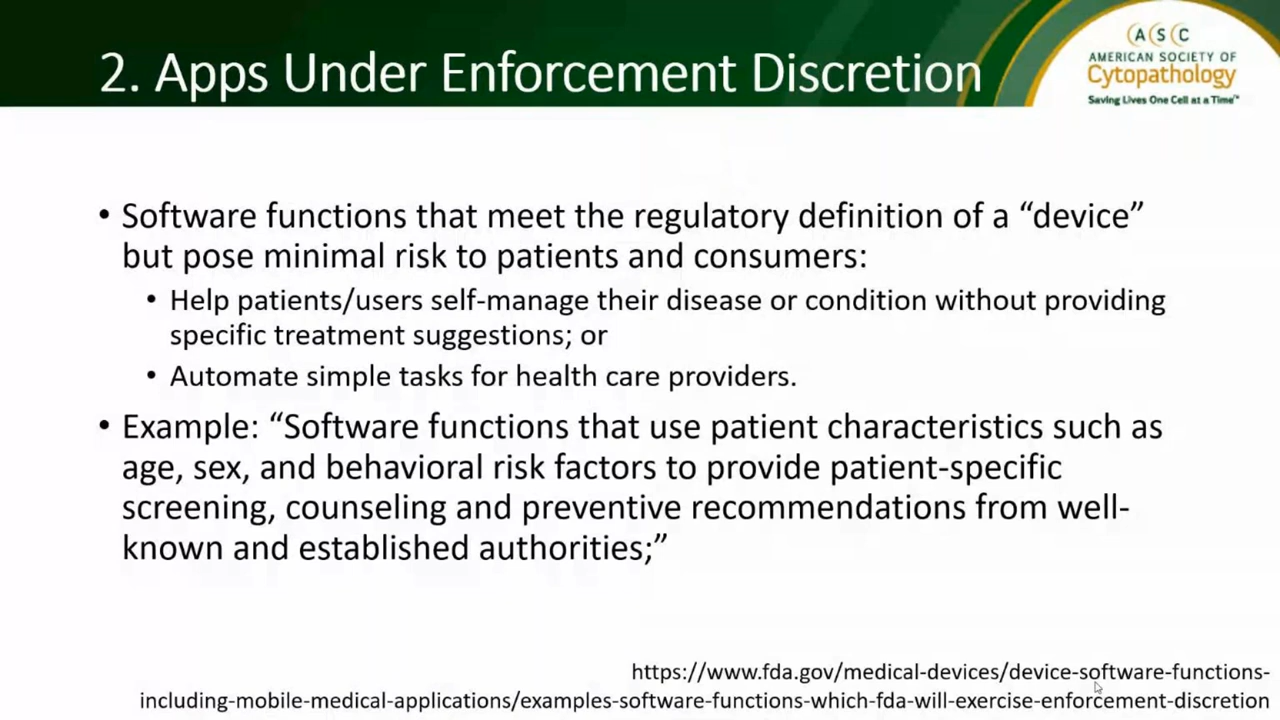 2. Apps Under Enforcement Discretion
A S C
AMERICAN SOCIETY OF
Cytopathology
Saving Lives One Cell at a Time™
• Software functions that meet the regulatory definition of a “device”
but pose minimal risk to patients and consumers:
• Help patients/users self-manage their disease or condition without providing
specific treatment suggestions; or
• Automate simple tasks for health care providers.
• Example: “Software functions that use patient characteristics such as
age, sex, and behavioral risk factors to provide patient-specific
screening, counseling and preventive recommendations from well-
known and established authorities;”
https://www.fda.gov/medical-devices/device-software-functions-
including-mobile-medical-applications/examples-software-functions-which-fda-will-exercise-enforcement-discretion